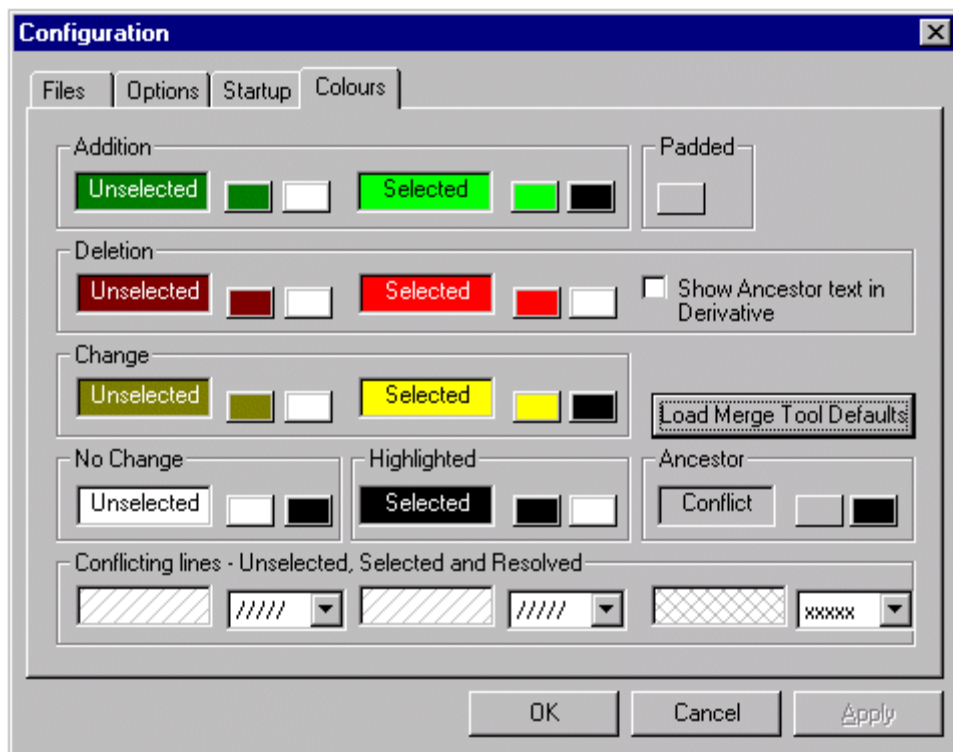 Configuration
Files Options Startup Colours
Addition Padded
Unselected Selected
Deletion
Unselected Selected Show Ancestor text in
Derivative
Change
Unselected Selected
Load Merge Tool Defaults
No Change Highlighted Ancestor
Unselected Selected Conflict
Conflicting lines - Unselected, Selected and Resolved
///// ///// xxxxx
OK Cancel Apply